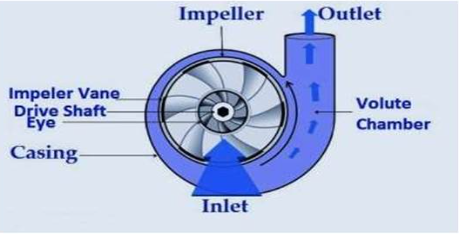 Impeller
Outlet
Impeler Vane
Drive Shaft
Eye
Volute
Chamber
Casing
Inlet